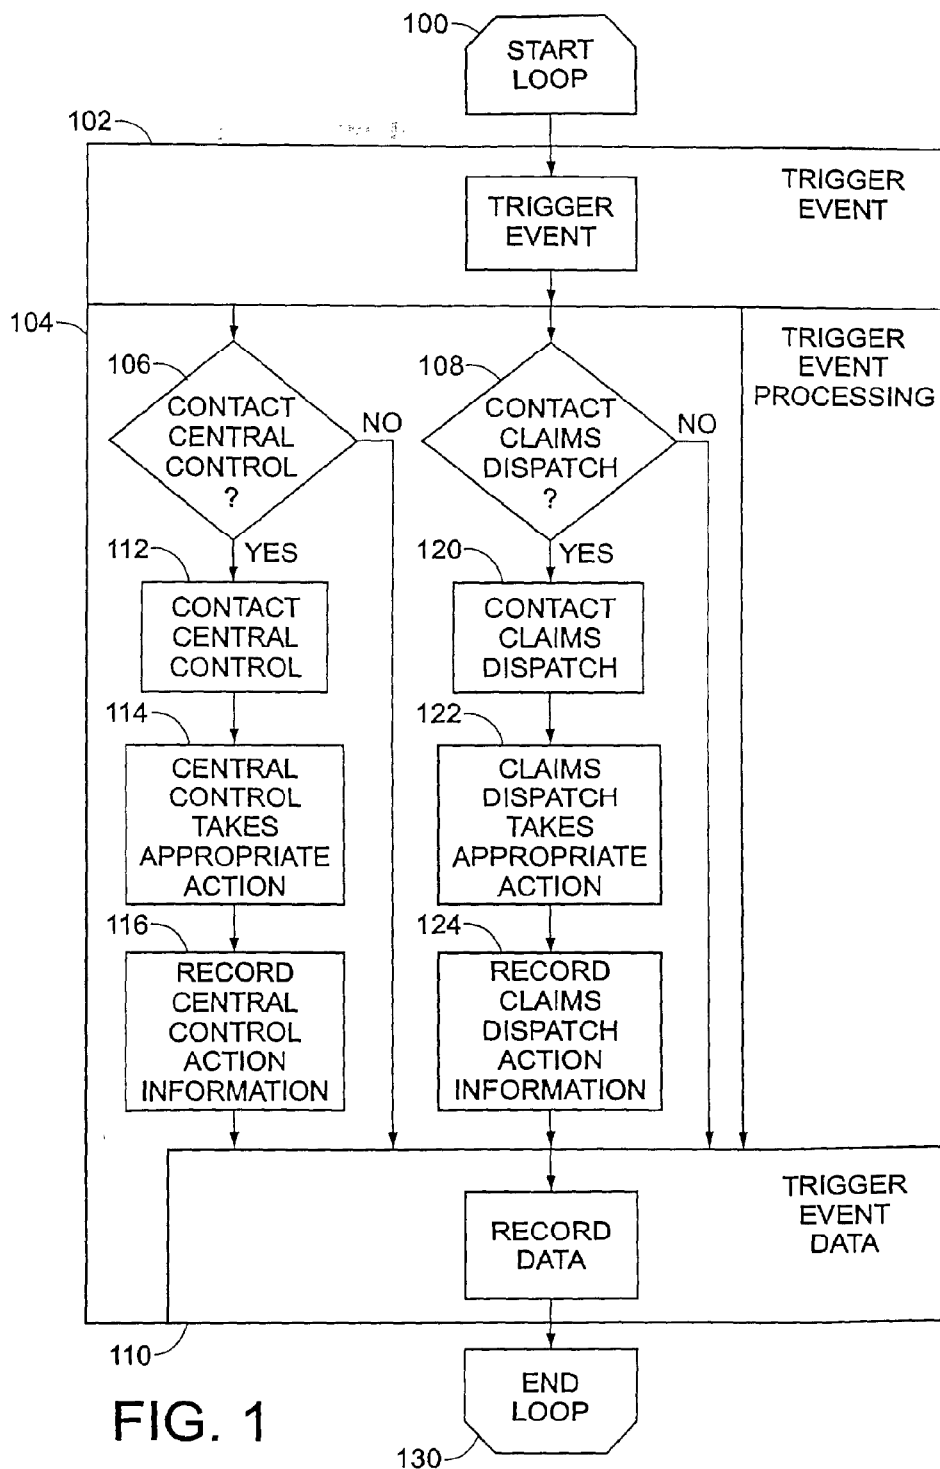 100
START
LOOP
102
TRIGGER
EVENT
TRIGGER
EVENT
104
TRIGGER
EVENT
PROCESSING
106
CONTACT
CENTRAL
CONTROL
?
NO
YES
108
CONTACT
CLAIMS
DISPATCH
?
NO
YES
112
CONTACT
CENTRAL
CONTROL
120
CONTACT
CLAIMS
DISPATCH
114
CENTRAL
CONTROL
TAKES
APPROPRIATE
ACTION
122
CLAIMS
DISPATCH
TAKES
APPROPRIATE
ACTION
116
RECORD
CENTRAL
CONTROL
ACTION
INFORMATION
124
RECORD
CLAIMS
DISPATCH
ACTION
INFORMATION
TRIGGER
EVENT
DATA
RECORD
DATA
110
END
LOOP
130
FIG. 1